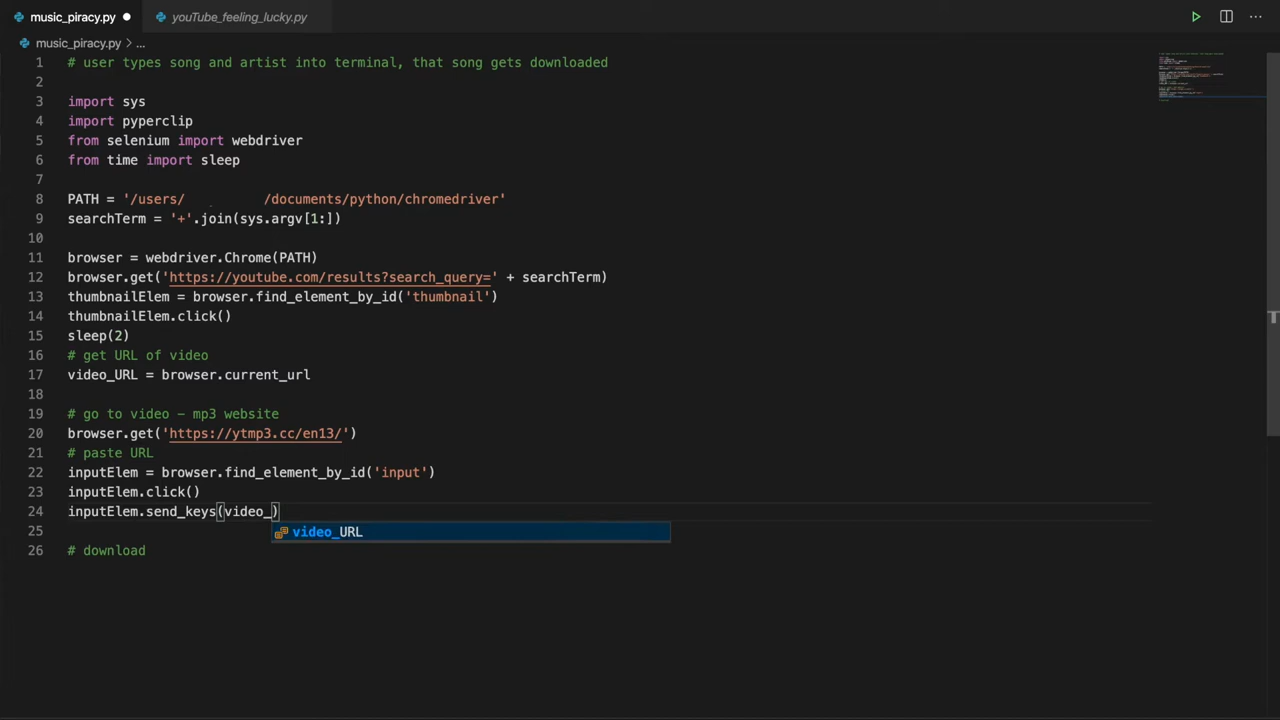 music_piracy.py
youTube_feeling_lucky.py
music_piracy.py > ...
1 # user types song and artist into terminal, that song gets downloaded
2
3 import sys
4 import pyperclip
5 from selenium import webdriver
6 from time import sleep
7
8 PATH = '/users/ /documents/python/chromedriver'
9 searchTerm = '+'.join(sys.argv[1:])
10
11 browser = webdriver.Chrome(PATH)
12 browser.get('https://youtube.com/results?search_query=' + searchTerm)
13 thumbnailElem = browser.find_element_by_id('thumbnail')
14 thumbnailElem.click()
15 sleep(2)
16 # get URL of video
17 video_URL = browser.current_url
18
19 # go to video - mp3 website
20 browser.get('https://ytmp3.cc/en13/')
21 # paste URL
22 inputElem = browser.find_element_by_id('input')
23 inputElem.click()
24 inputElem.send_keys(video_)
25 video_URL
26 # download